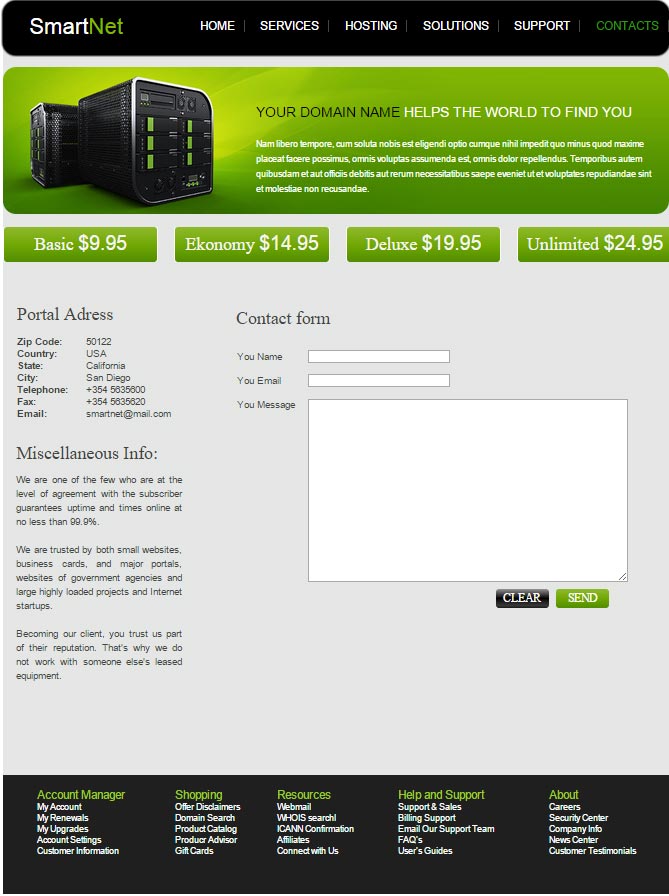 SmartNet
HOME
SERVICES
HOSTING
SOLUTIONS
SUPPORT
CONTACTS
YOUR DOMAIN NAME HELPS THE WORLD TO FIND YOU
Nam libero tempore, cum soluta nobis est eligendi optio cumque nihil impedit quo minus quod maxime
placeat facere possimus, omnis voluptas assumenda est, omnis dolor repellendus. Temporibus autem
quibusdam et aut officiis debitis aut rerum necessitatibus saepe eveniet ut et voluptates repudiandae sint
et molestiae non recusandae.
Basic $9.95
Ekonomy $14.95
Deluxe $19.95
Unlimited $24.95
Portal Adress
Zip Code: 50122
Country: USA
State: California
City: San Diego
Telephone: +354 5635600
Fax: +354 5635620
Email: smartnet@mail.com
Miscellaneous Info:
We are one of the few who are at the
level of agreement with the subscriber
guarantees uptime and times online at
no less than 99.9%.
We are trusted by both small websites,
business cards, and major portals,
websites of government agencies and
large highly loaded projects and Internet
startups.
Becoming our client, you trust us part
of their reputation. That's why we do
not work with someone else's leased
equipment.
Contact form
You Name
You Email
You Message
CLEAR
SEND
Account Manager
My Account
My Renewals
My Upgrades
Account Settings
Customer Information
Shopping
Offer Disclaimers
Domain Search
Product Catalog
Producr Advisor
Gift Cards
Resources
Webmail
WHOIS search!
ICANN Confirmation
Affiliates
Connect with Us
Help and Support
Support & Sales
Billing Support
Email Our Support Team
FAQ's
User's Guides
About
Careers
Security Center
Company Info
News Center
Customer Testimonials